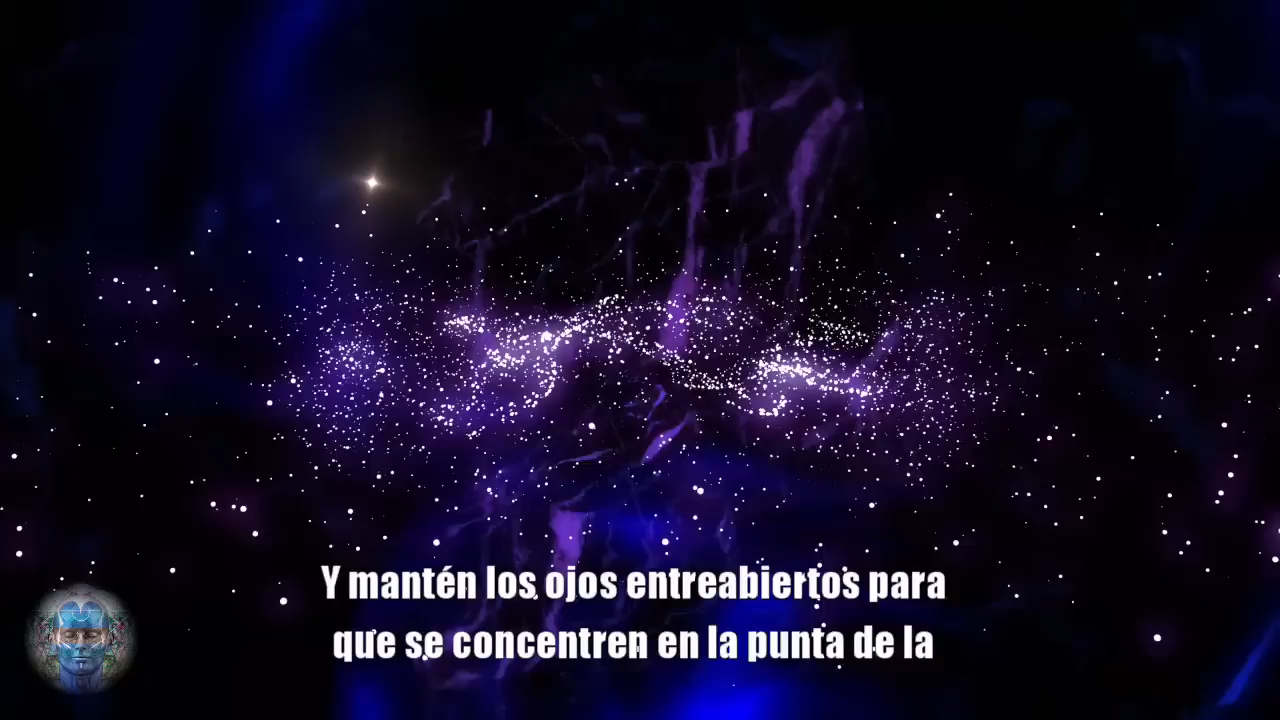 Y mantén los ojos entreabiertos para
que se concentren en la punta de la